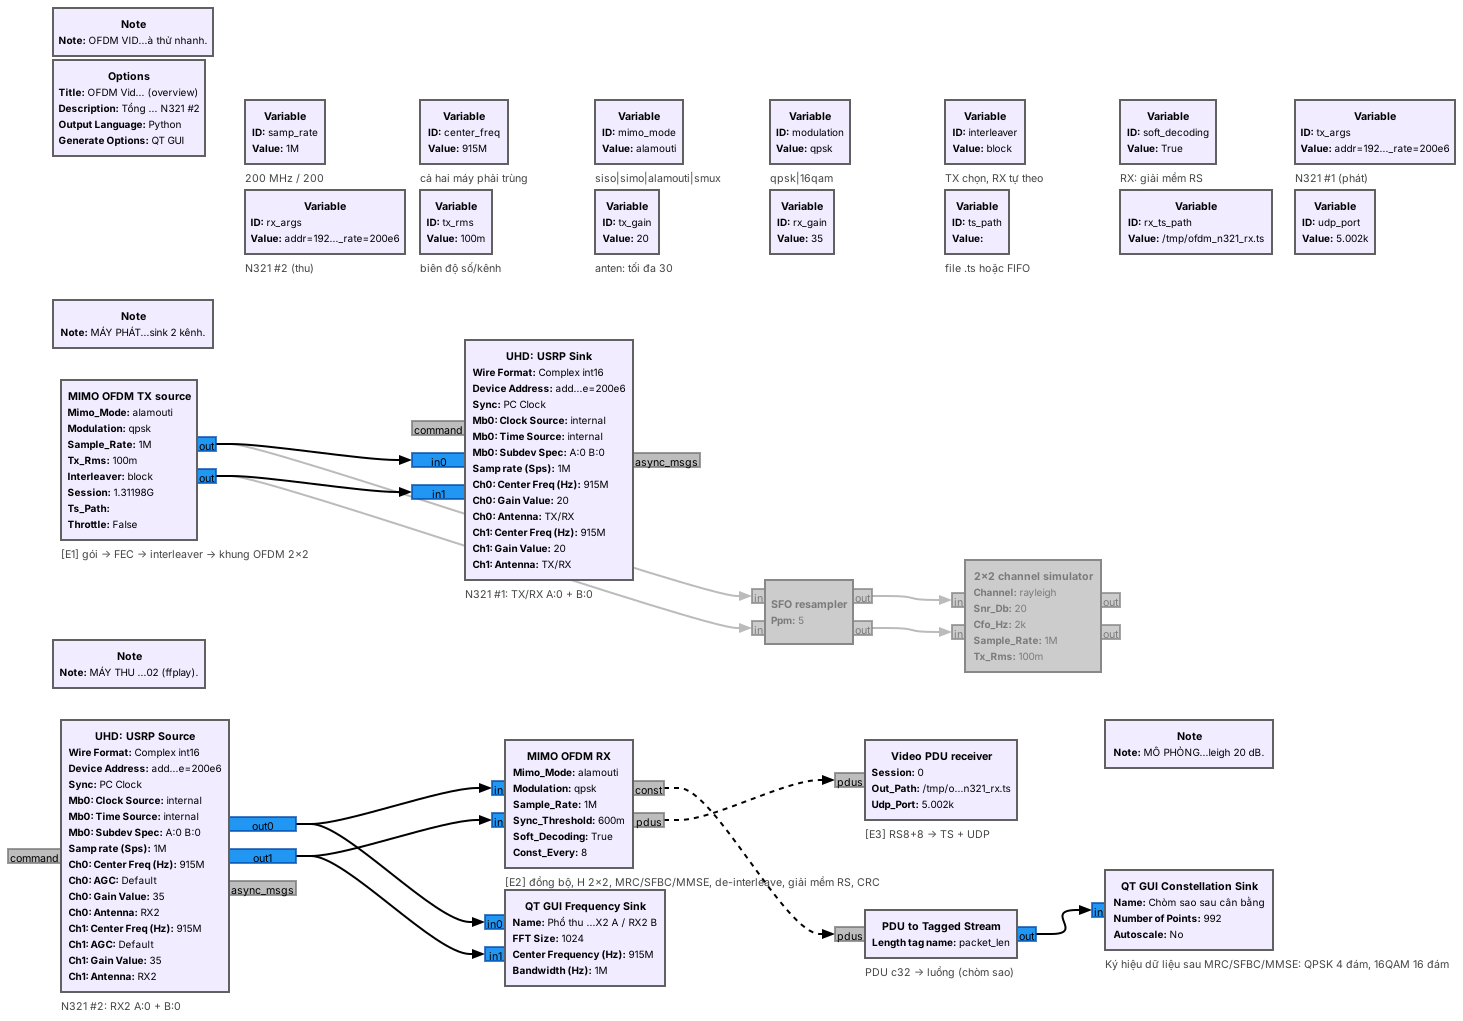 Note
Note: OFDM VID...à thử nhanh.
Options
Title: OFDM Vid... (overview)
Description: Tổng ... N321 #2
Output Language: Python
Generate Options: QT GUI
Variable
ID: samp_rate
Value: 1M
200 MHz / 200
Variable
ID: center_freq
Value: 915M
cả hai máy phải trùng
Variable
ID: mimo_mode
Value: alamouti
siso|simo|alamouti|smux
Variable
ID: modulation
Value: qpsk
qpsk|16qam
Variable
ID: interleaver
Value: block
TX chọn, RX tự theo
Variable
ID: soft_decoding
Value: True
RX: giải mềm RS
Variable
ID: tx_args
Value: addr=192..._rate=200e6
N321 #1 (phát)
Variable
ID: rx_args
Value: addr=192..._rate=200e6
N321 #2 (thu)
Variable
ID: tx_rms
Value: 100m
biên độ số/kênh
Variable
ID: tx_gain
Value: 20
anten: tối đa 30
Variable
ID: rx_gain
Value: 35
Variable
ID: ts_path
Value:
file .ts hoặc FIFO
Variable
ID: rx_ts_path
Value: /tmp/ofdm_n321_rx.ts
Variable
ID: udp_port
Value: 5.002k
Note
Note: MÁY PHÁT...sink 2 kênh.
MIMO OFDM TX source
Mimo_Mode: alamouti
Modulation: qpsk
Sample_Rate: 1M
Tx_Rms: 100m
Interleaver: block
Session: 1.31198G
Ts_Path:
Throttle: False
out
out
[E1] gói → FEC → interleaver → khung OFDM 2×2
UHD: USRP Sink
Wire Format: Complex int16
Device Address: add...e=200e6
Sync: PC Clock
Mb0: Clock Source: internal
Mb0: Time Source: internal
Mb0: Subdev Spec: A:0 B:0
Samp rate (Sps): 1M
Ch0: Center Freq (Hz): 915M
Ch0: Gain Value: 20
Ch0: Antenna: TX/RX
Ch1: Center Freq (Hz): 915M
Ch1: Gain Value: 20
Ch1: Antenna: TX/RX
command
in0
in1
async_msgs
N321 #1: TX/RX A:0 + B:0
SFO resampler
Ppm: 5
in
in
out
out
2×2 channel simulator
Channel: rayleigh
Snr_Db: 20
Cfo_Hz: 2k
Sample_Rate: 1M
Tx_Rms: 100m
in
in
out
out
Note
Note: MÁY THU ...02 (ffplay).
UHD: USRP Source
Wire Format: Complex int16
Device Address: add...e=200e6
Sync: PC Clock
Mb0: Clock Source: internal
Mb0: Time Source: internal
Mb0: Subdev Spec: A:0 B:0
Samp rate (Sps): 1M
Ch0: Center Freq (Hz): 915M
Ch0: AGC: Default
Ch0: Gain Value: 35
Ch0: Antenna: RX2
Ch1: Center Freq (Hz): 915M
Ch1: AGC: Default
Ch1: Gain Value: 35
Ch1: Antenna: RX2
command
out0
out1
async_msgs
N321 #2: RX2 A:0 + B:0
MIMO OFDM RX
Mimo_Mode: alamouti
Modulation: qpsk
Sample_Rate: 1M
Sync_Threshold: 600m
Soft_Decoding: True
Const_Every: 8
in
in
const
pdus
[E2] đồng bộ, H 2×2, MRC/SFBC/MMSE, de-interleave, giải mềm RS, CRC
QT GUI Frequency Sink
Name: Phổ thu ...X2 A / RX2 B
FFT Size: 1024
Center Frequency (Hz): 915M
Bandwidth (Hz): 1M
in0
in1
Video PDU receiver
Session: 0
Out_Path: /tmp/o...n321_rx.ts
Udp_Port: 5.002k
pdus
[E3] RS8+8 → TS + UDP
PDU to Tagged Stream
Length tag name: packet_len
pdus
out
PDU c32 → luồng (chòm sao)
Note
Note: MÔ PHỎNG...leigh 20 dB.
QT GUI Constellation Sink
Name: Chòm sao sau cân bằng
Number of Points: 992
Autoscale: No
in
Ký hiệu dữ liệu sau MRC/SFBC/MMSE: QPSK 4 đám, 16QAM 16 đám